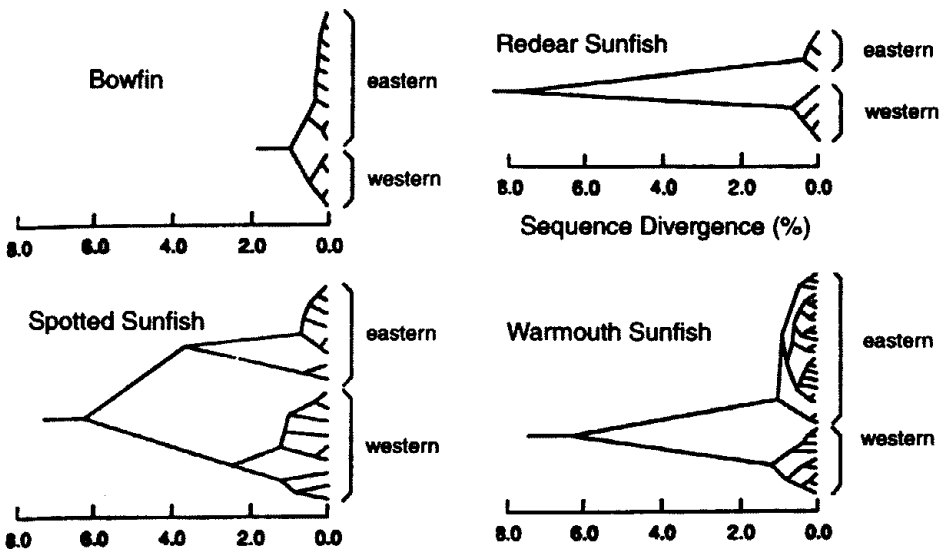 Bowfin
eastern
western
8.0 6.0 4.0 2.0 0.0
Redear Sunfish
eastern
western
8.0 6.0 4.0 2.0 0.0
Sequence Divergence (%)
Spotted Sunfish
eastern
western
8.0 6.0 4.0 2.0 0.0
Warmouth Sunfish
eastern
western
8.0 6.0 4.0 2.0 0.0